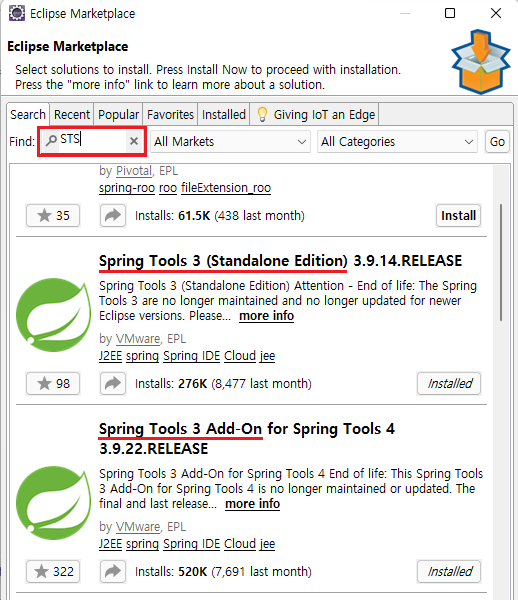 Eclipse Marketplace
Eclipse Marketplace
Select solutions to install. Press Install Now to proceed with installation.
Press the "more info" link to learn more about a solution.
Search Recent Popular Favorites Installed Giving IoT an Edge
Find: STS All Markets All Categories Go
by Pivotal, EPL
spring-roo roo fileExtension_roo
35 Installs: 61.5K (438 last month) Install
Spring Tools 3 (Standalone Edition) 3.9.14.RELEASE
Spring Tools 3 (Standalone Edition) Attention - End of life: The Spring
Tools 3 are no longer maintained and no longer updated for newer
Eclipse versions. Please... more info
by VMware, EPL
J2EE spring Spring IDE Cloud jee
98 Installs: 276K (8,477 last month) Installed
Spring Tools 3 Add-On for Spring Tools 4
3.9.22.RELEASE
Spring Tools 3 Add-On for Spring Tools 4 End of life: This Spring Tools
3 Add-On for Spring Tools 4 is no longer maintained or updated. The
final and last release... more info
by VMware, EPL
J2EE spring Spring IDE Cloud jee
322 Installs: 520K (7,691 last month) Installed